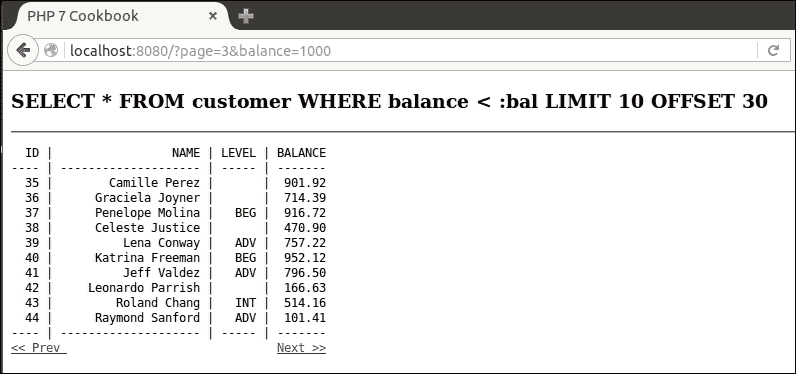 PHP 7 Cookbook
localhost:8080/?page=3&balance=1000
SELECT * FROM customer WHERE balance < :bal LIMIT 10 OFFSET 30
ID | NAME | LEVEL | BALANCE
---- | ------------------- | ----- | -------
35 | Camille Perez | | 901.92
36 | Graciela Joyner | | 714.39
37 | Penelope Molina | BEG | 916.72
38 | Celeste Justice | | 470.90
39 | Lena Conway | ADV | 757.22
40 | Katrina Freeman | BEG | 952.12
41 | Jeff Valdez | ADV | 796.50
42 | Leonardo Parrish | | 166.63
43 | Roland Chang | INT | 514.16
44 | Raymond Sanford | ADV | 101.41
---- | ------------------- | ----- | -------
<< Prev Next >>